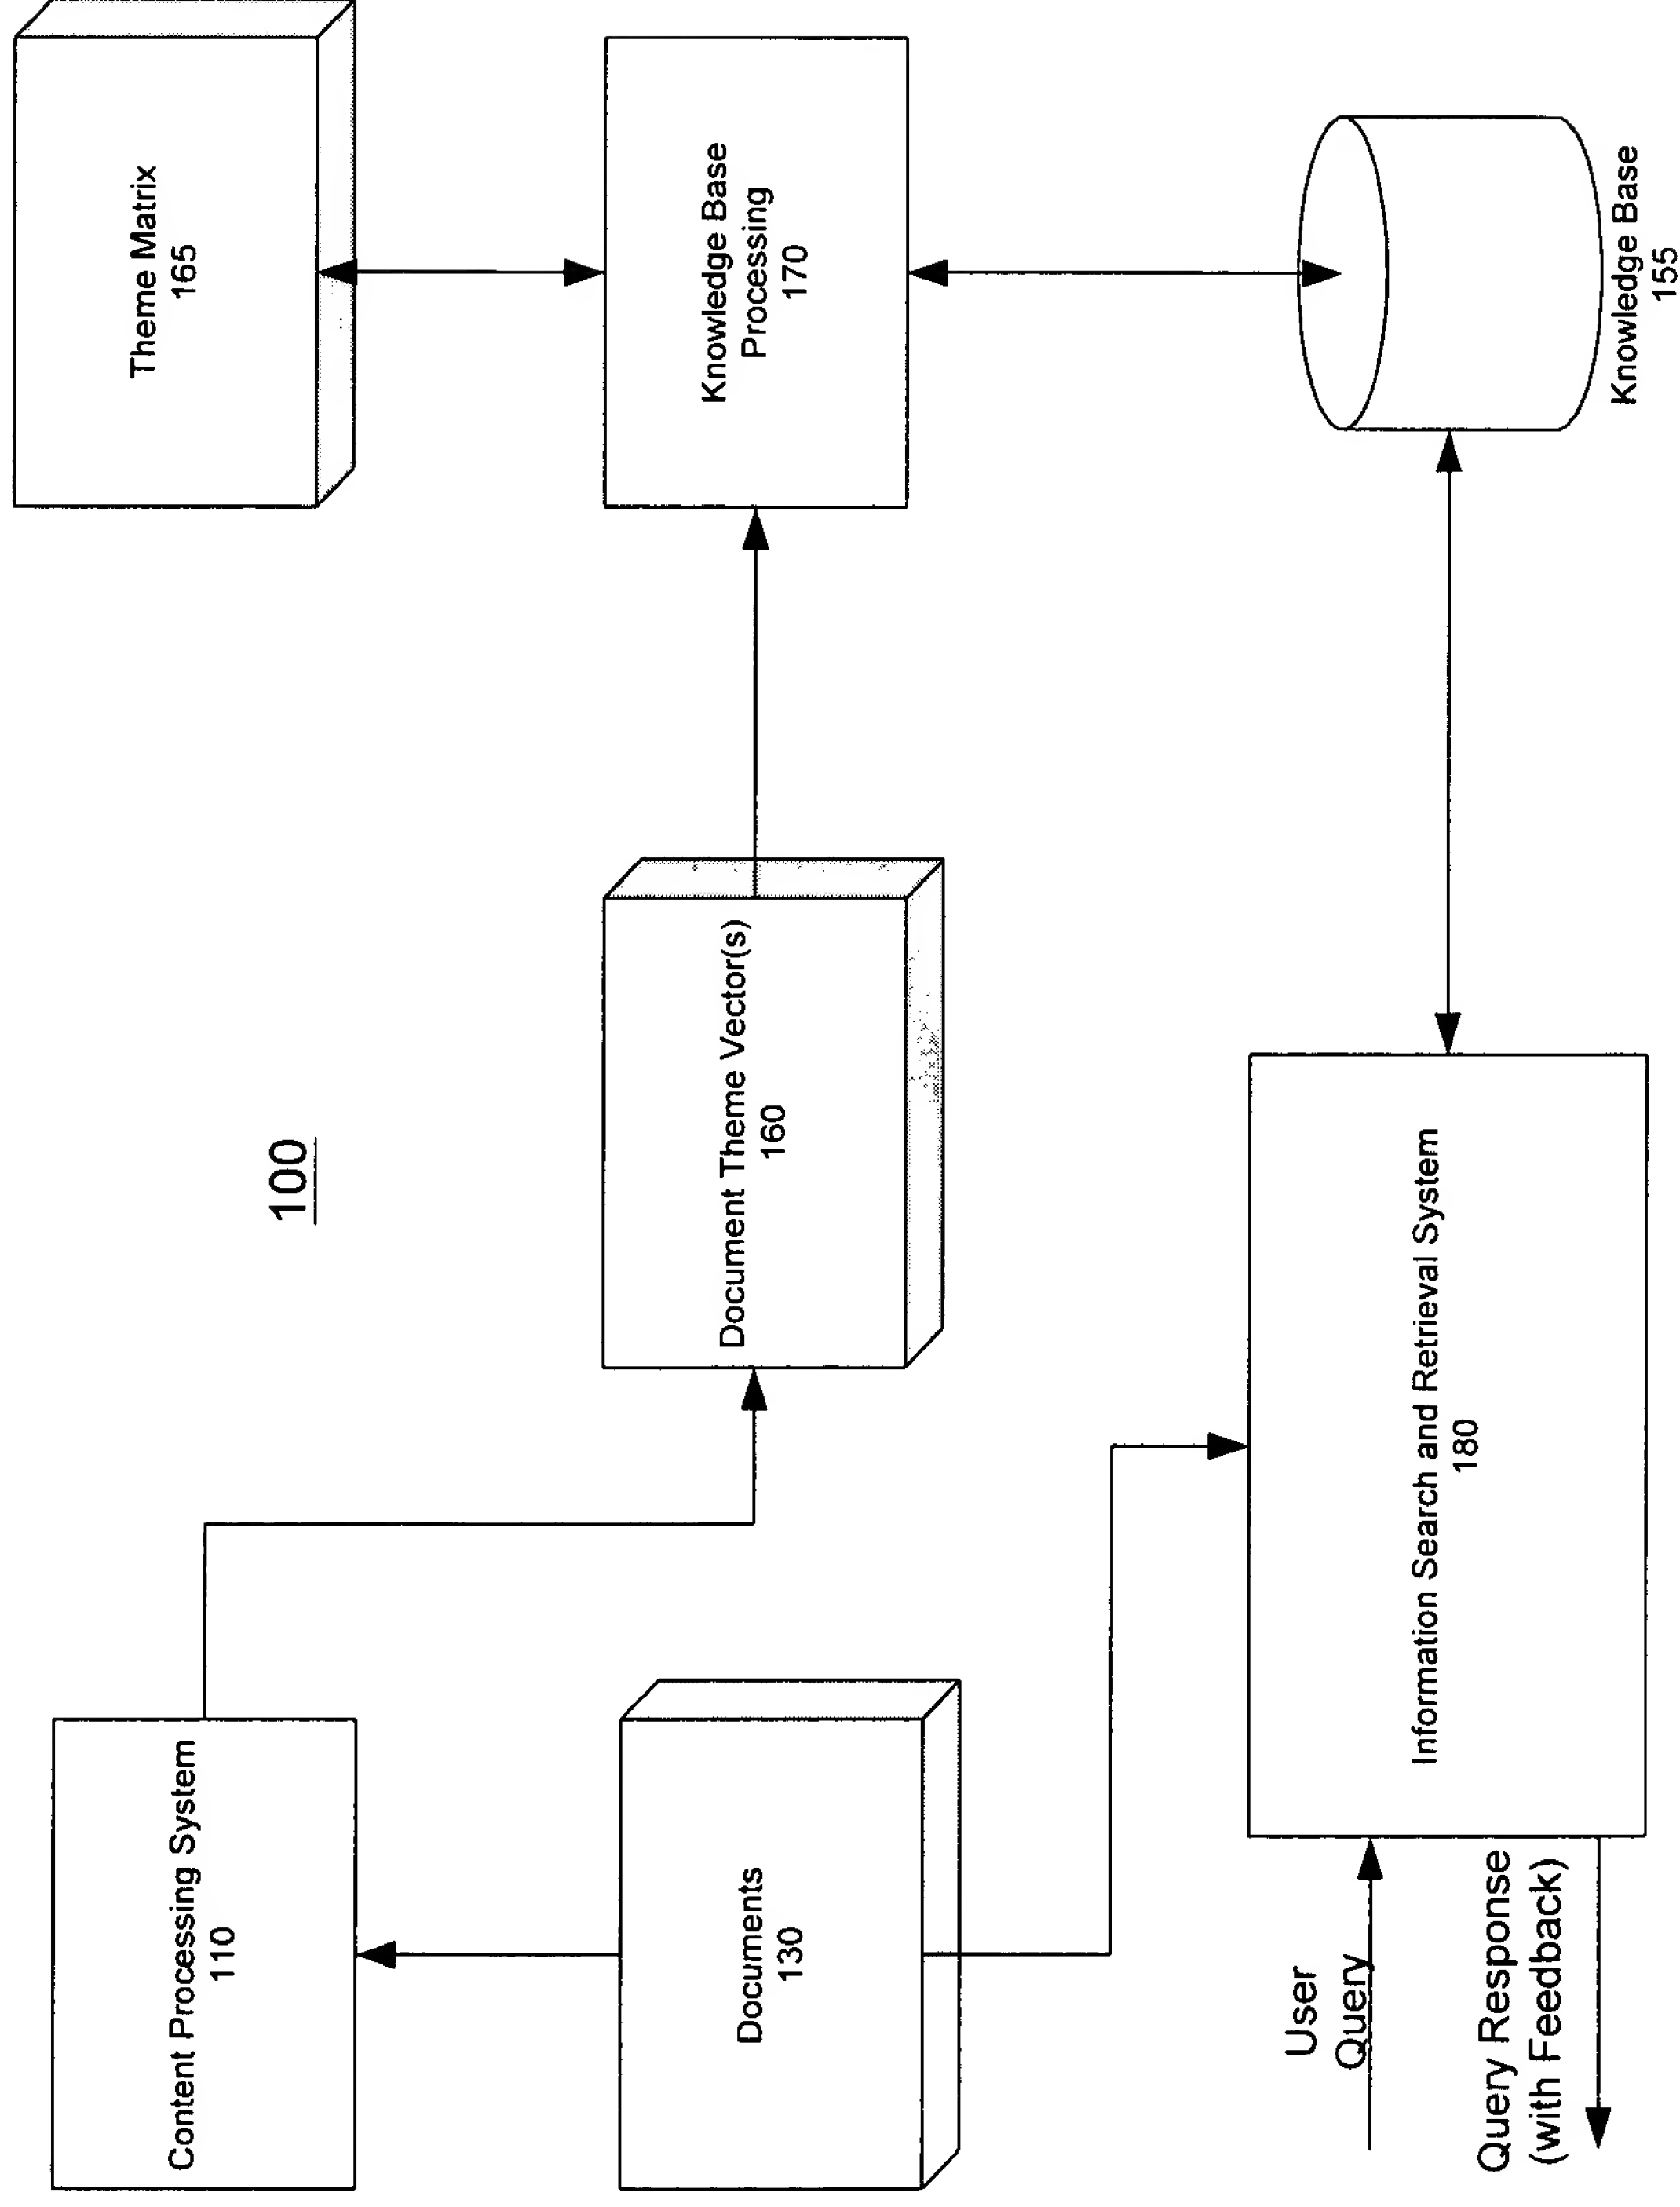 100
Content Processing System
110
Documents
130
Document Theme Vector(s)
160
Theme Matrix
165
Knowledge Base
Processing
170
User
Query
Query Response
(with Feedback)
Information Search and Retrieval System
180
Knowledge Base
155